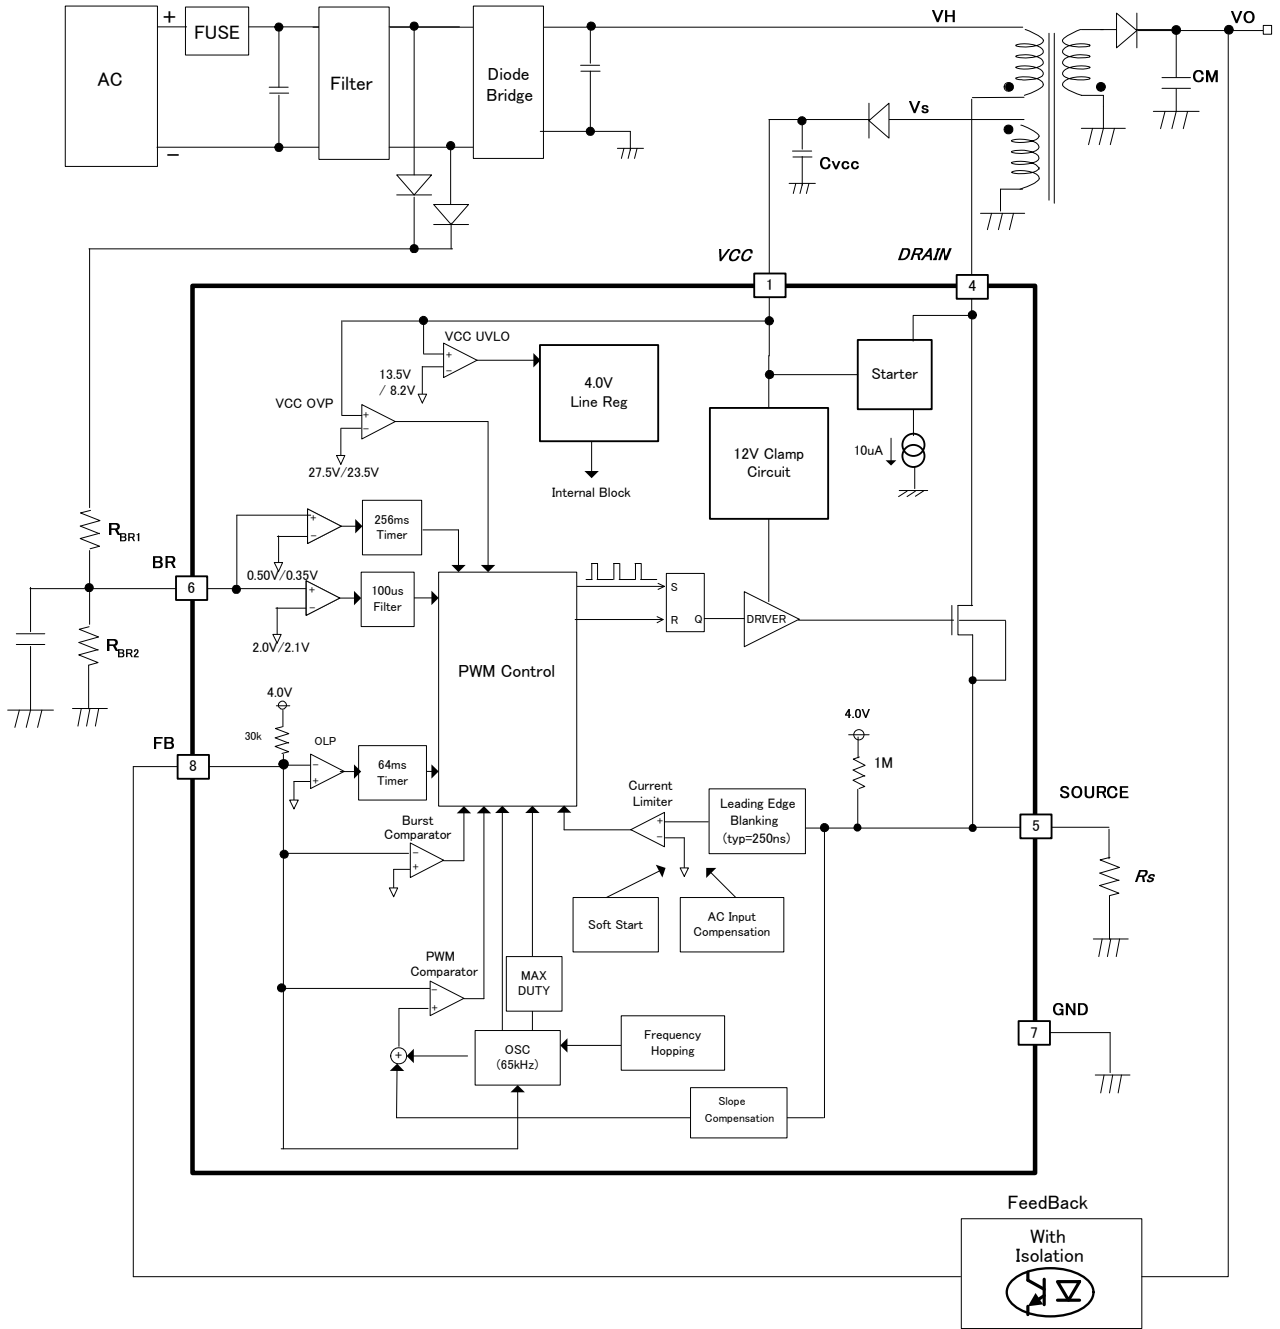 AC
+
−
FUSE
Filter
Diode
Bridge
VH
VO
CM
Vs
Cvcc
VCC
DRAIN
1
4
VCC UVLO
+
−
13.5V
/ 8.2V
4.0V
Line Reg
Internal Block
Starter
10uA
VCC OVP
+
−
27.5V/23.5V
12V Clamp
Circuit
RBR1
BR
6
RBR2
+
−
256ms
Timer
0.50V/0.35V
+
−
100us
Filter
2.0V/2.1V
PWM Control
S
R
Q
DRIVER
4.0V
30k
FB
8
OLP
−
+
64ms
Timer
4.0V
1M
Current
Limiter
+
−
Leading Edge
Blanking
(typ=250ns)
SOURCE
5
Rs
Burst
Comparator
−
+
Soft Start
AC Input
Compensation
PWM
Comparator
−
+
MAX
DUTY
GND
7
+
OSC
(65kHz)
Frequency
Hopping
Slope
Compensation
FeedBack
With
Isolation